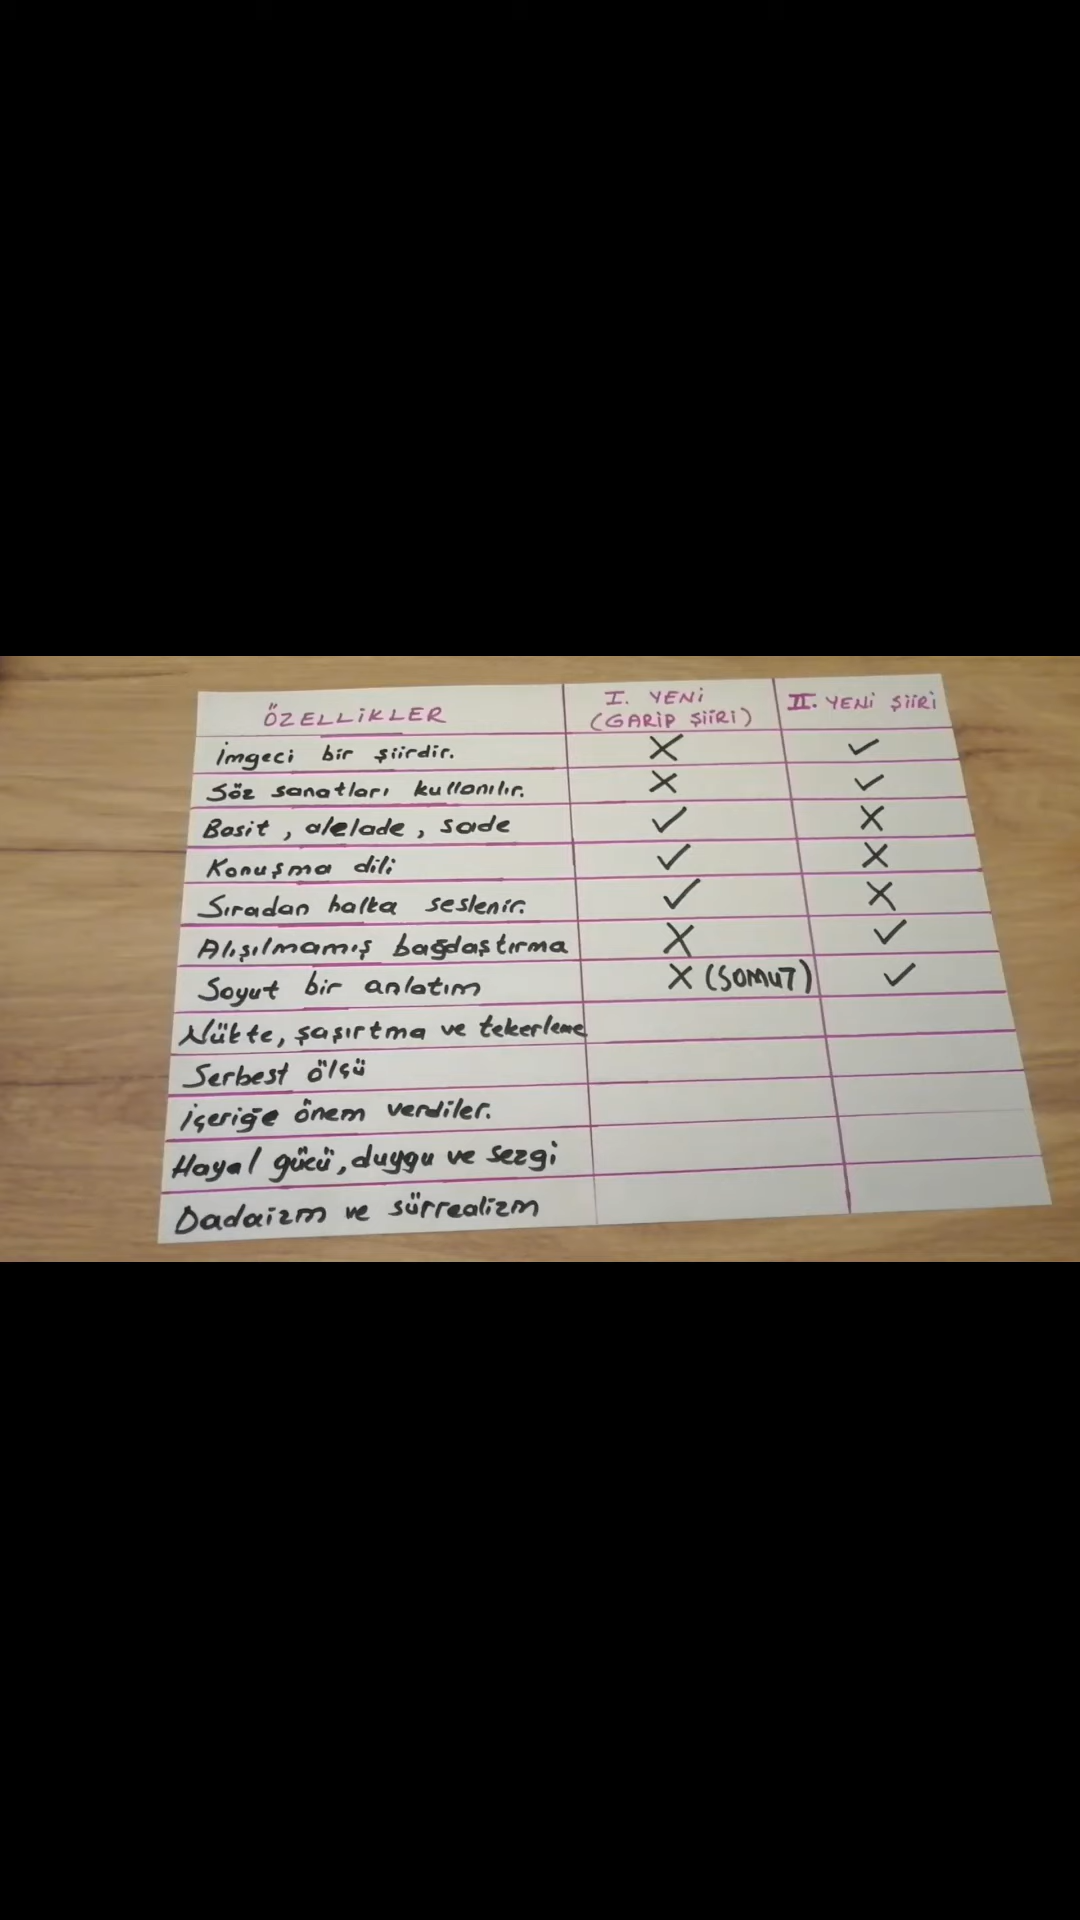 ÖZELLİKLER I. YENİ (GARİP ŞİİRİ) II. YENİ ŞİİRİ
İmgeci bir şiirdir. X ✓
Söz sanatları kullanılır. X ✓
Basit, alelade, sade ✓ X
Konuşma dili ✓ X
Sıradan halka seslenir. ✓ X
Alışılmamış bağdaştırma X ✓
Soyut bir anlatım X (SOMUT) ✓
Nükte, şaşırtma ve tekerleme
Serbest ölçü
İçeriğe önem verdiler.
Hayal gücü, duygu ve sezgi
Dadaizm ve sürrealizm